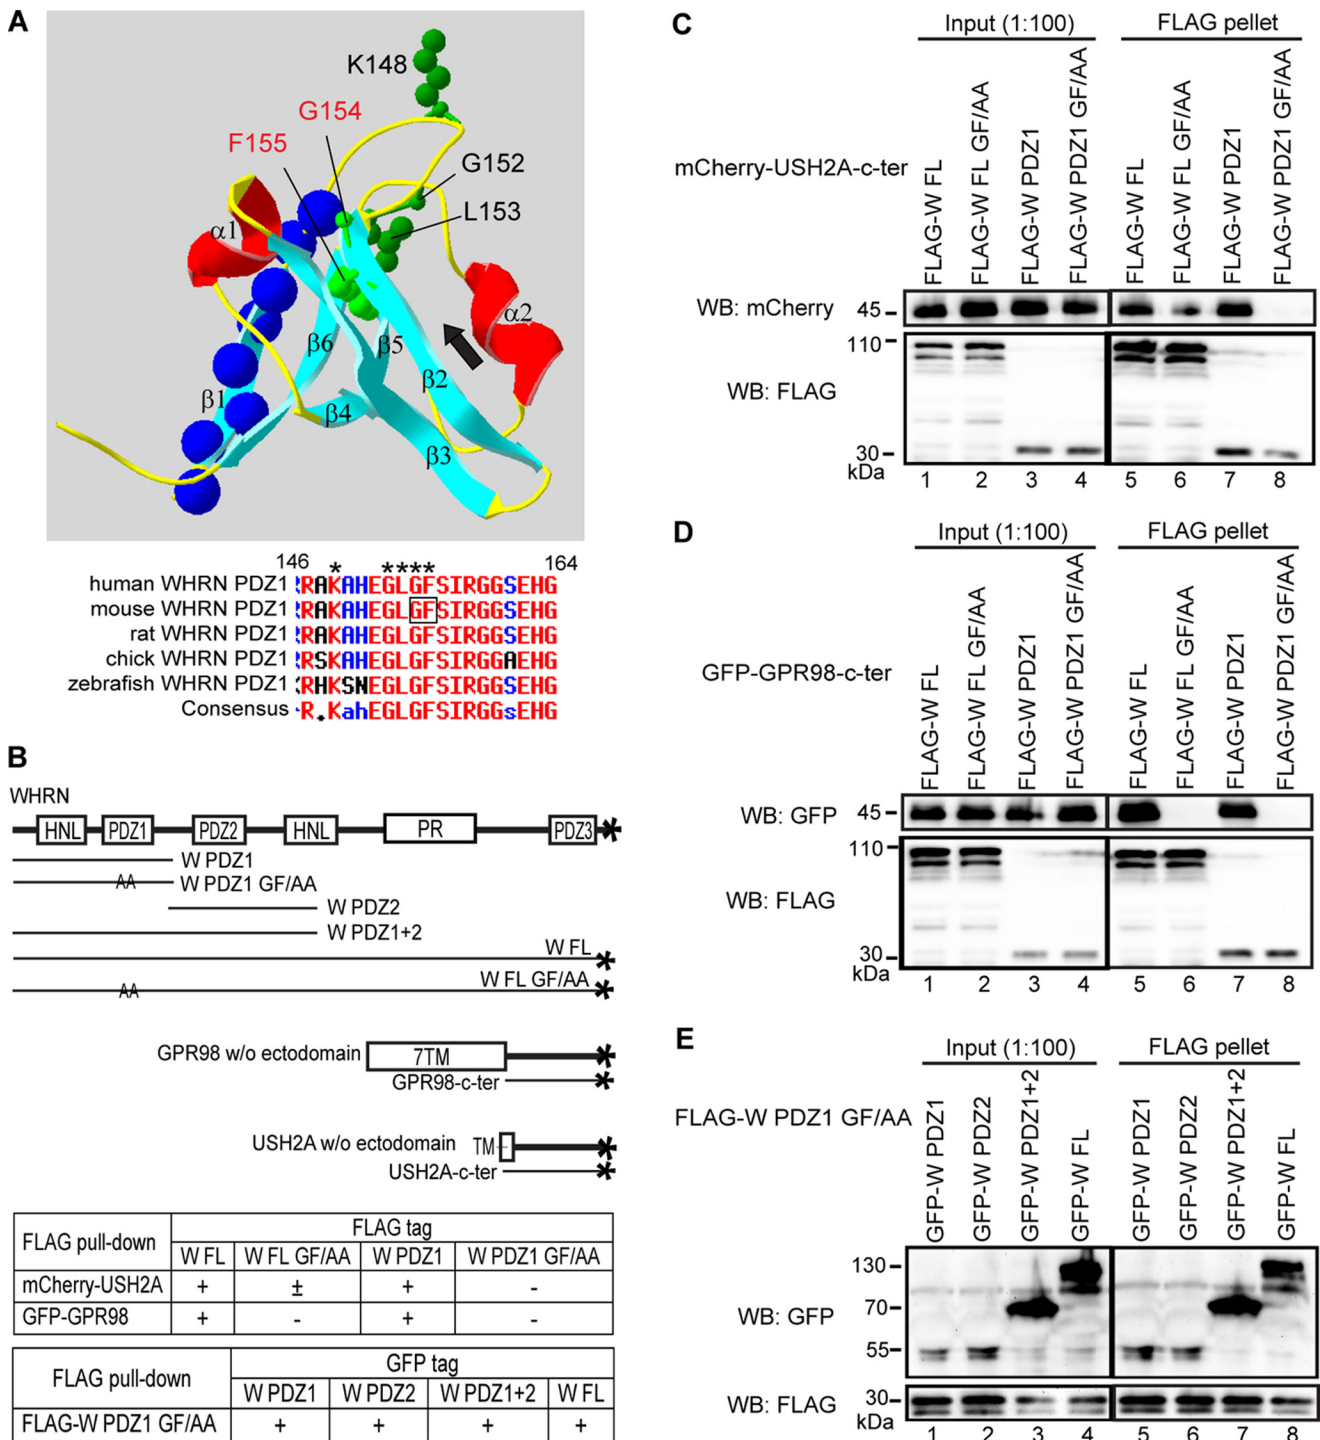 A
K148
G154
F155
G152
L153
α1
α2
β6
β5
β1
β2
β4
β3
146 164
* ****
human WHRN PDZ1 RAKAHEGLGFSIRGGSEHG
mouse WHRN PDZ1 RAKAHEGLGFSIRGGSEHG
rat WHRN PDZ1 RAKAHEGLGFSIRGGSEHG
chick WHRN PDZ1 RSKAHEGLGFSIRGGAEHG
zebrafish WHRN PDZ1 RHKSNEGLGFSIRGGSEHG
Consensus R.KahEGLGFSIRGGsEHG
B
WHRN
HNL PDZ1 PDZ2 HNL PR PDZ3 *
W PDZ1
AA W PDZ1 GF/AA
W PDZ2
W PDZ1+2
W FL *
AA W FL GF/AA *
GPR98 w/o ectodomain 7TM *
GPR98-c-ter *
USH2A w/o ectodomain TM *
USH2A-c-ter *
FLAG pull-down FLAG tag
W FL W FL GF/AA W PDZ1 W PDZ1 GF/AA
mCherry-USH2A + ± + -
GFP-GPR98 + - + -
FLAG pull-down GFP tag
W PDZ1 W PDZ2 W PDZ1+2 W FL
FLAG-W PDZ1 GF/AA + + + +
C
Input (1:100) FLAG pellet
mCherry-USH2A-c-ter
FLAG-W FL
FLAG-W FL GF/AA
FLAG-W PDZ1
FLAG-W PDZ1 GF/AA
FLAG-W FL
FLAG-W FL GF/AA
FLAG-W PDZ1
FLAG-W PDZ1 GF/AA
WB: mCherry 45
110
WB: FLAG
30
kDa
1 2 3 4 5 6 7 8
D
Input (1:100) FLAG pellet
GFP-GPR98-c-ter
FLAG-W FL
FLAG-W FL GF/AA
FLAG-W PDZ1
FLAG-W PDZ1 GF/AA
FLAG-W FL
FLAG-W FL GF/AA
FLAG-W PDZ1
FLAG-W PDZ1 GF/AA
WB: GFP 45
110
WB: FLAG
30
kDa
1 2 3 4 5 6 7 8
E
Input (1:100) FLAG pellet
FLAG-W PDZ1 GF/AA
GFP-W PDZ1
GFP-W PDZ2
GFP-W PDZ1+2
GFP-W FL
GFP-W PDZ1
GFP-W PDZ2
GFP-W PDZ1+2
GFP-W FL
130
WB: GFP 70
55
WB: FLAG 30
kDa
1 2 3 4 5 6 7 8